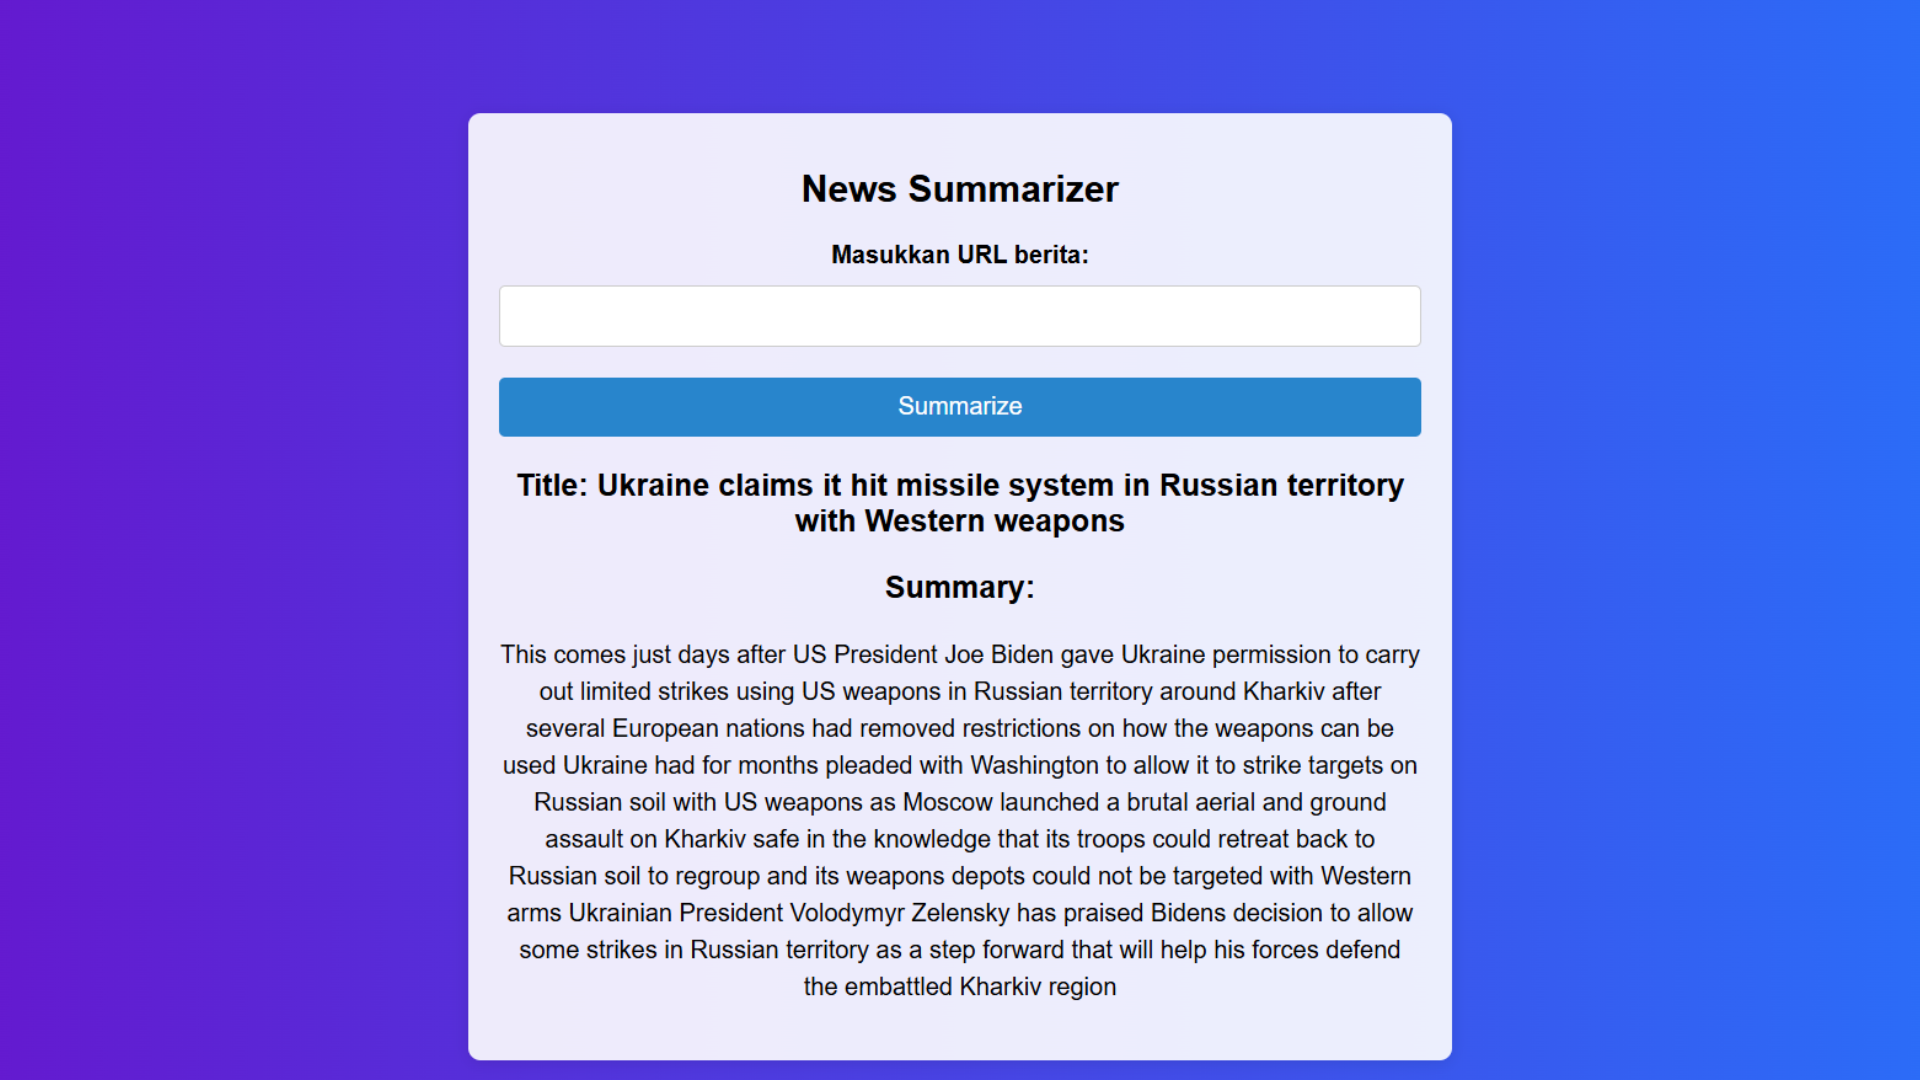 News Summarizer
Masukkan URL berita:
Summarize
Title: Ukraine claims it hit missile system in Russian territory
with Western weapons
Summary:
This comes just days after US President Joe Biden gave Ukraine permission to carry
out limited strikes using US weapons in Russian territory around Kharkiv after
several European nations had removed restrictions on how the weapons can be
used Ukraine had for months pleaded with Washington to allow it to strike targets on
Russian soil with US weapons as Moscow launched a brutal aerial and ground
assault on Kharkiv safe in the knowledge that its troops could retreat back to
Russian soil to regroup and its weapons depots could not be targeted with Western
arms Ukrainian President Volodymyr Zelensky has praised Bidens decision to allow
some strikes in Russian territory as a step forward that will help his forces defend
the embattled Kharkiv region